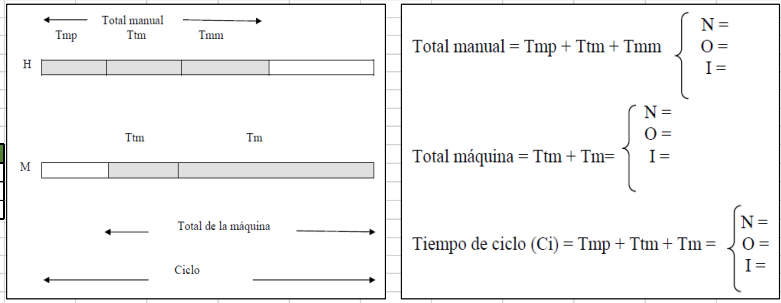 Total manual
Tmp Ttm Tmm
H
Ttm Tm
M
Total de la máquina
Ciclo
Total manual = Tmp + Ttm + Tmm
N =
O =
I =
Total máquina = Ttm + Tm=
N =
O =
I =
Tiempo de ciclo (Ci) = Tmp + Ttm + Tm =
N =
O =
I =